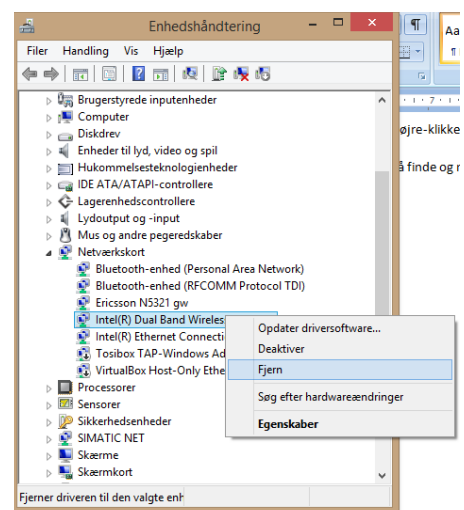 Enhedshåndtering
Filer Handling Vis Hjælp
Brugerstyrede inputenheder
Computer
Diskdrev
Enheder til lyd, video og spil
Hukommelsesteknologienheder
IDE ATA/ATAPI-controllere
Lagerenhedscontrollere
Lydoutput og -input
Mus og andre pegeredskaber
Netværkskort
Bluetooth-enhed (Personal Area Network)
Bluetooth-enhed (RFCOMM Protocol TDI)
Ericsson N5321 gw
Intel(R) Dual Band Wireles
Intel(R) Ethernet Connecti
Tosibox TAP-Windows Ad
VirtualBox Host-Only Ethe
Processorer
Sensorer
Sikkerhedsenheder
SIMATIC NET
Skærme
Skærmkort
Fjerner driveren til den valgte enh
Opdater driversoftware...
Deaktiver
Fjern
Søg efter hardwareændringer
Egenskaber
¶
Aa
¶
7
øjre-klikke
å finde og r